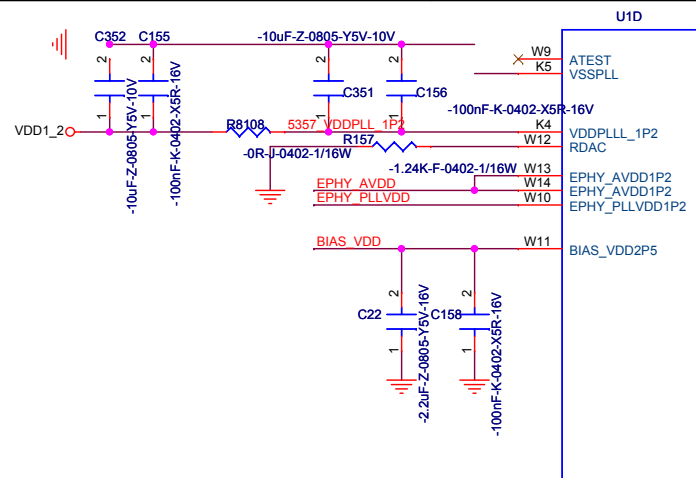 U1D
C352
C155
-10uF-Z-0805-Y5V-10V
2
2
2
2
W9
ATEST
K5
VSSPLL
C351
C156
-100nF-K-0402-X5R-16V
1
1
1
1
VDD1_2
R8108
5357_VDDPLL_1P2
K4
VDDPLLL_1P2
R157
W12
RDAC
-0R-J-0402-1/16W
-1.24K-F-0402-1/16W
-10uF-Z-0805-Y5V-10V
-100nF-K-0402-X5R-16V
W13
EPHY_AVDD1P2
EPHY_AVDD
W14
EPHY_AVDD1P2
EPHY_PLLVDD
W10
EPHY_PLLVDD1P2
BIAS_VDD
W11
BIAS_VDD2P5
2
2
C22
C158
1
1
-2.2uF-Z-0805-Y5V-16V
-100nF-K-0402-X5R-16V